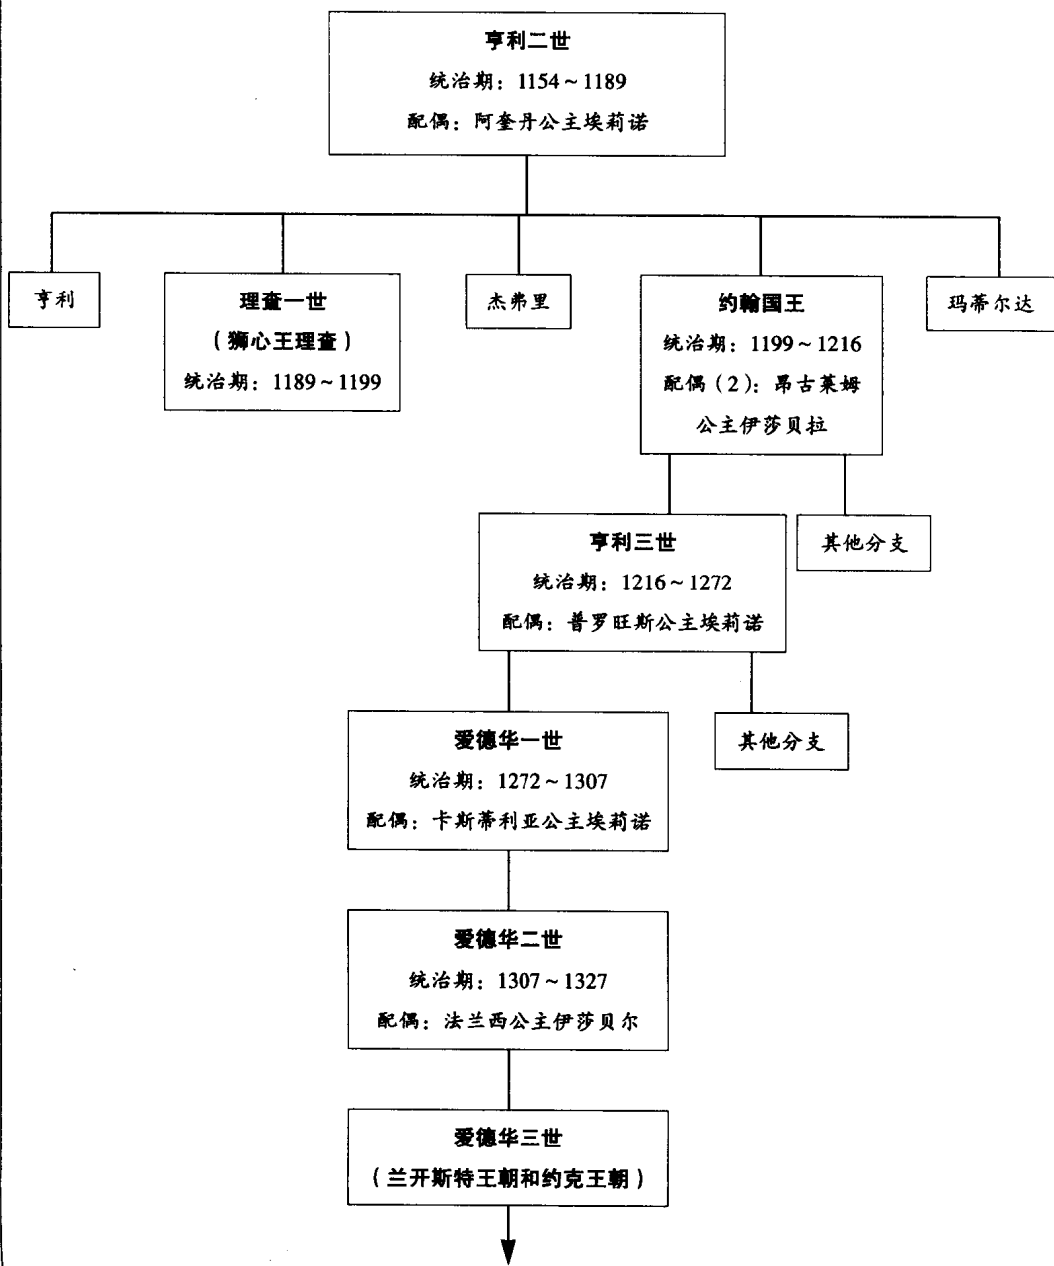 亨利二世
统治期：1154～1189
配偶：阿奎丹公主埃莉诺
亨利
理查一世
（狮心王理查）
统治期：1189～1199
杰弗里
约翰国王
统治期：1199～1216
配偶（2）：昂古莱姆
公主伊莎贝拉
玛蒂尔达
亨利三世
统治期：1216～1272
配偶：普罗旺斯公主埃莉诺
其他分支
爱德华一世
统治期：1272～1307
配偶：卡斯蒂利亚公主埃莉诺
其他分支
爱德华二世
统治期：1307～1327
配偶：法兰西公主伊莎贝尔
爱德华三世
（兰开斯特王朝和约克王朝）